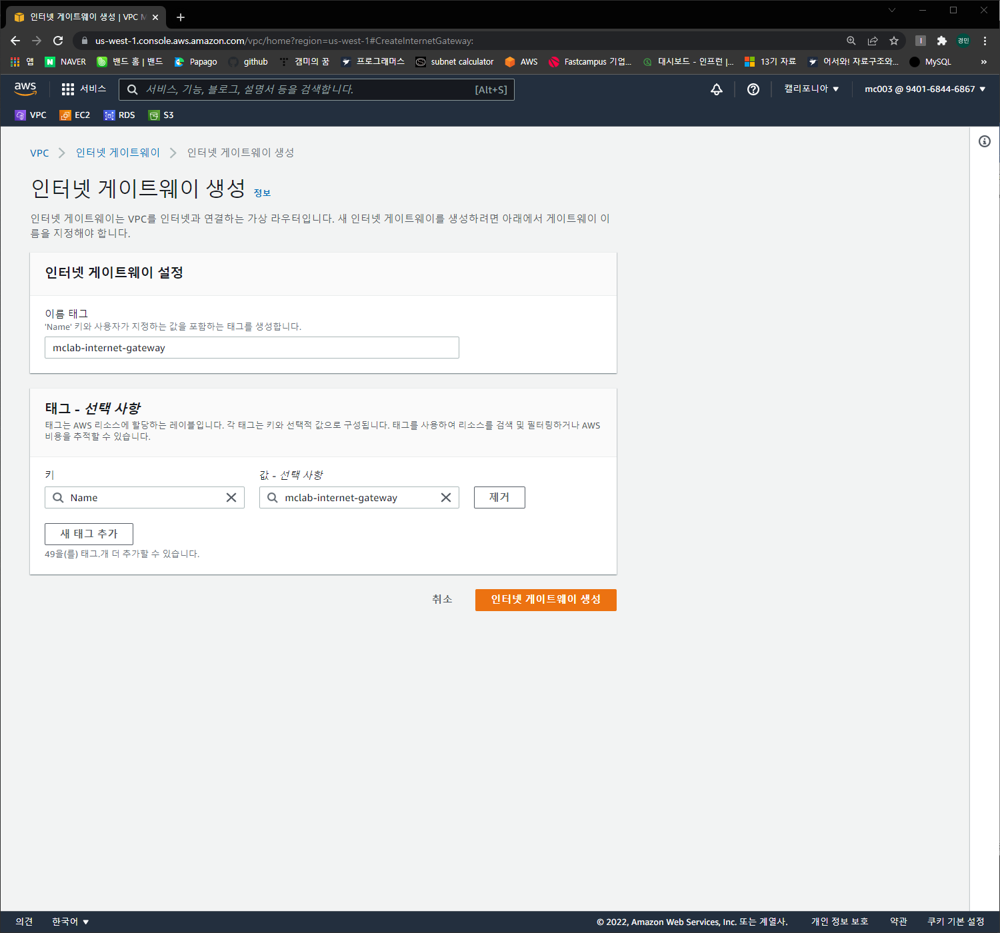 인터넷 게이트웨이 생성 | VPC M
us-west-1.console.aws.amazon.com/vpc/home?region=us-west-1#CreateInternetGateway:
경민
앱 NAVER 밴드 홈 | 밴드 Papago github 캠미의 꿈 프로그래머스 subnet calculator AWS Fastcampus 기업... 대시보드 - 인프런 |... 13기 자료 어서와! 자료구조와... MySQL »
aws 서비스 서비스, 기능, 블로그, 설명서 등을 검색합니다. [Alt+S] 캘리포니아 ▼ mc003 @ 9401-6844-6867 ▼
VPC EC2 RDS S3
VPC 인터넷 게이트웨이 인터넷 게이트웨이 생성
인터넷 게이트웨이 생성 정보
인터넷 게이트웨이는 VPC를 인터넷과 연결하는 가상 라우터입니다. 새 인터넷 게이트웨이를 생성하려면 아래에서 게이트웨이 이
름을 지정해야 합니다.
인터넷 게이트웨이 설정
이름 태그
'Name' 키와 사용자가 지정하는 값을 포함하는 태그를 생성합니다.
mclab-internet-gateway
태그 - 선택 사항
태그는 AWS 리소스에 할당하는 레이블입니다. 각 태그는 키와 선택적 값으로 구성됩니다. 태그를 사용하여 리소스를 검색 및 필터링하거나 AWS
비용을 추적할 수 있습니다.
키 값 - 선택 사항
Name mclab-internet-gateway 제거
새 태그 추가
49을(를) 태그.개 더 추가할 수 있습니다.
취소 인터넷 게이트웨이 생성
의견 한국어 ▼ © 2022, Amazon Web Services, Inc. 또는 계열사. 개인 정보 보호 약관 쿠키 기본 설정